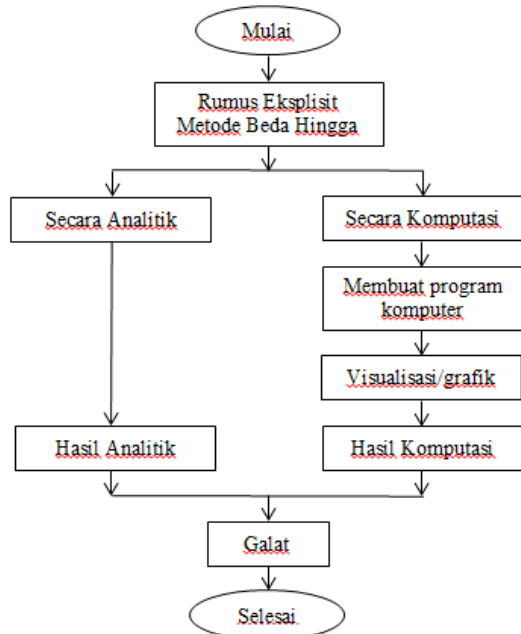 Mulai
Rumus Eksplisit
Metode Beda Hingga
Secara Analitik
Secara Komputasi
Membuat program
komputer
Visualisasi/grafik
Hasil Analitik
Hasil Komputasi
Galat
Selesai